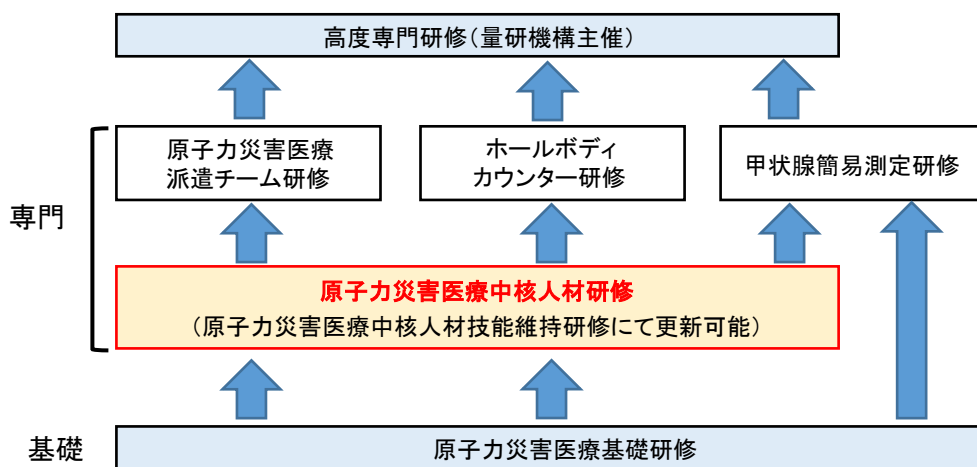 高度専門研修(量研機構主催)
原子力災害医療
派遣チーム研修
ホールボディ
カウンター研修
甲状腺簡易測定研修
専門
原子力災害医療中核人材研修
(原子力災害医療中核人材技能維持研修にて更新可能)
基礎
原子力災害医療基礎研修